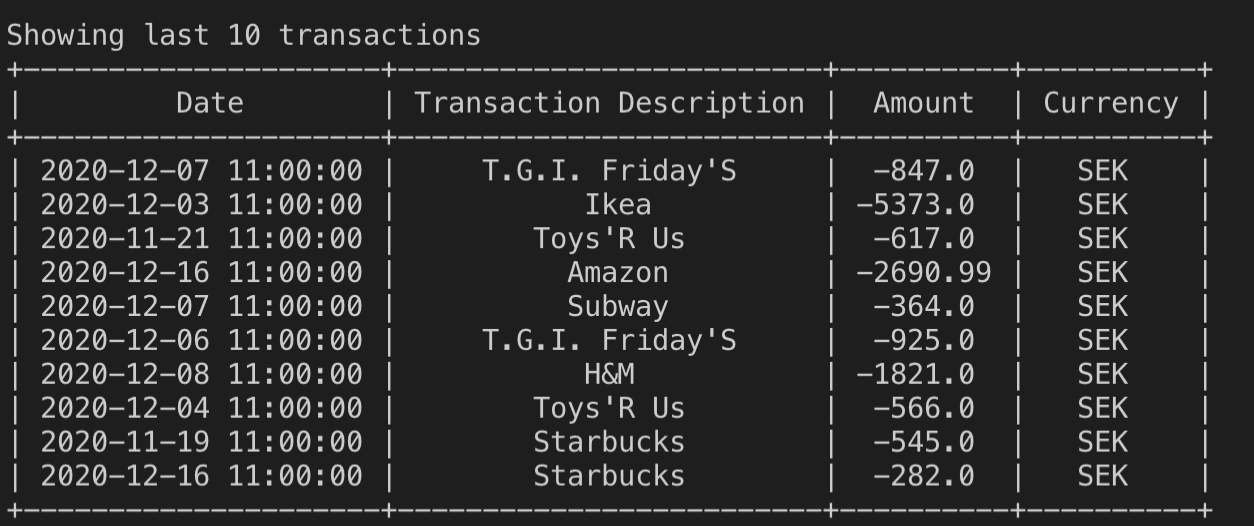 Showing last 10 transactions
+---------------------+-------------------------+----------+----------+
| Date | Transaction Description | Amount | Currency |
+---------------------+-------------------------+----------+----------+
| 2020-12-07 11:00:00 | T.G.I. Friday'S | -847.0 | SEK |
| 2020-12-03 11:00:00 | Ikea | -5373.0 | SEK |
| 2020-11-21 11:00:00 | Toys'R Us | -617.0 | SEK |
| 2020-12-16 11:00:00 | Amazon | -2690.99 | SEK |
| 2020-12-07 11:00:00 | Subway | -364.0 | SEK |
| 2020-12-06 11:00:00 | T.G.I. Friday'S | -925.0 | SEK |
| 2020-12-08 11:00:00 | H&M | -1821.0 | SEK |
| 2020-12-04 11:00:00 | Toys'R Us | -566.0 | SEK |
| 2020-11-19 11:00:00 | Starbucks | -545.0 | SEK |
| 2020-12-16 11:00:00 | Starbucks | -282.0 | SEK |
+---------------------+-------------------------+----------+----------+